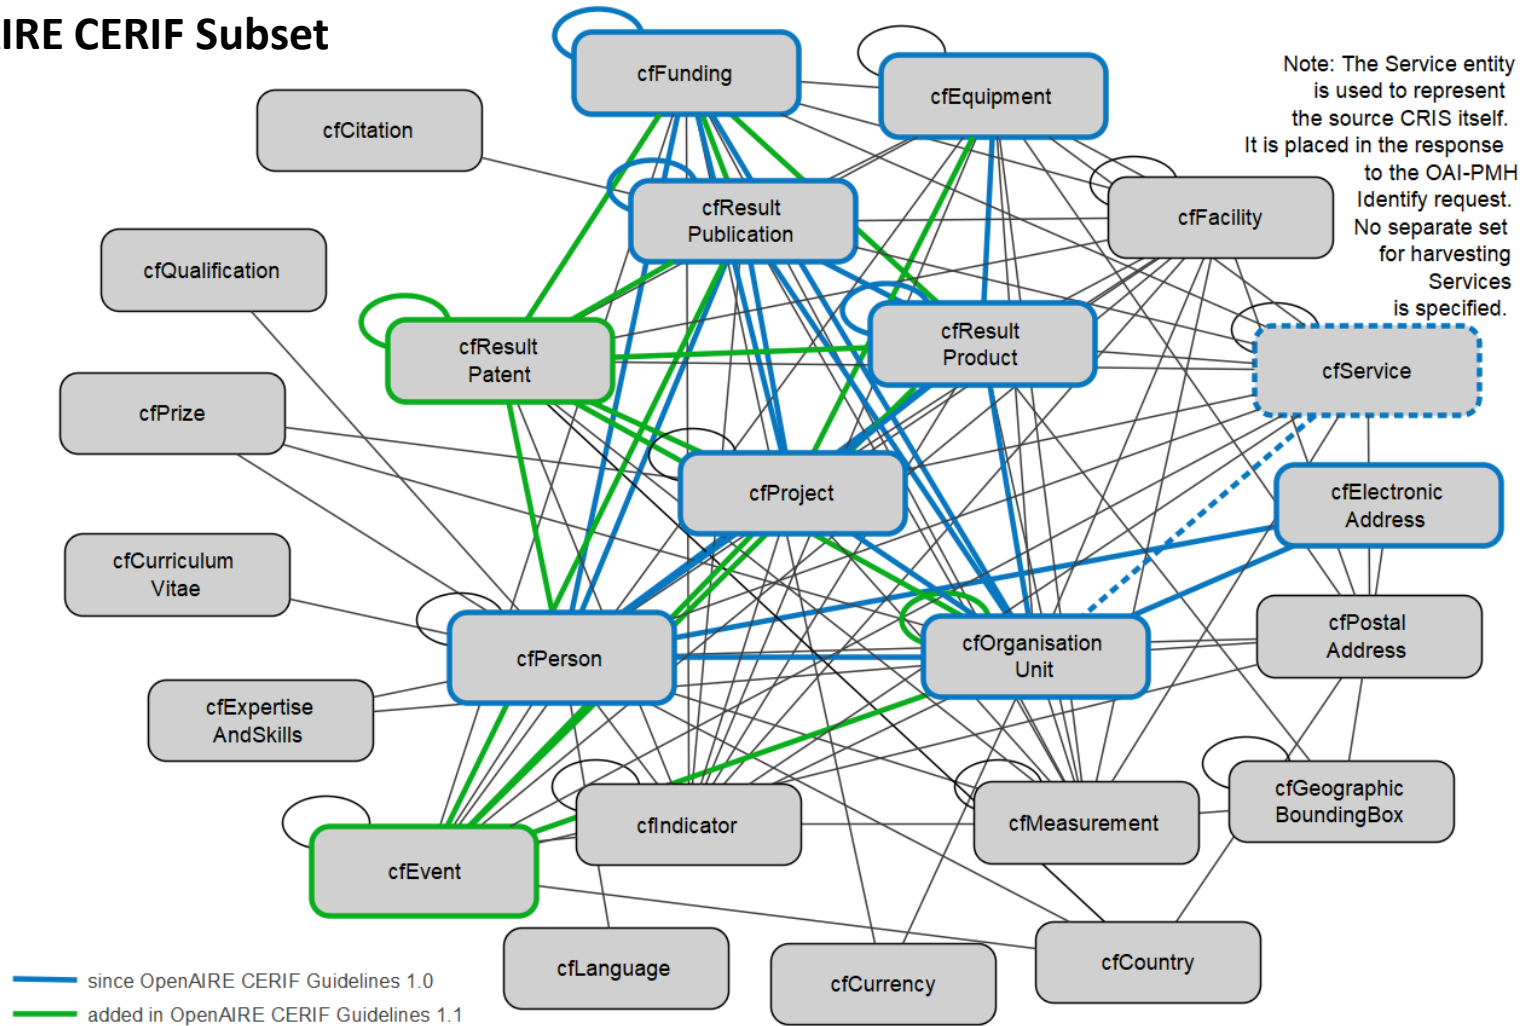 IRE CERIF Subset
cfFunding
cfEquipment
Note: The Service entity
is used to represent
the source CRIS itself.
It is placed in the response
to the OAI-PMH
Identify request.
No separate set
for harvesting
Services
is specified.
cfCitation
cfResult
Publication
cfFacility
cfQualification
cfResult
Patent
cfResult
Product
cfService
cfPrize
cfProject
cfElectronic
Address
cfCurriculum
Vitae
cfPerson
cfOrganisation
Unit
cfPostal
Address
cfExpertise
AndSkills
cfIndicator
cfMeasurement
cfGeographic
BoundingBox
cfEvent
cfLanguage
cfCurrency
cfCountry
since OpenAIRE CERIF Guidelines 1.0
added in OpenAIRE CERIF Guidelines 1.1